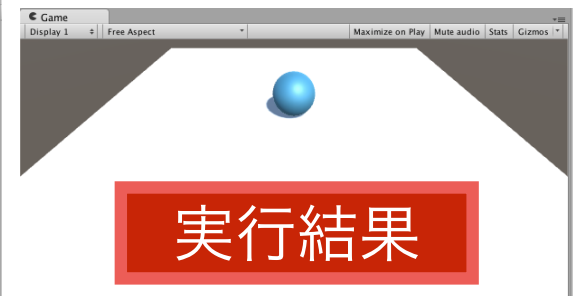 Game
Display 1 Free Aspect Maximize on Play Mute audio Stats Gizmos
実行結果